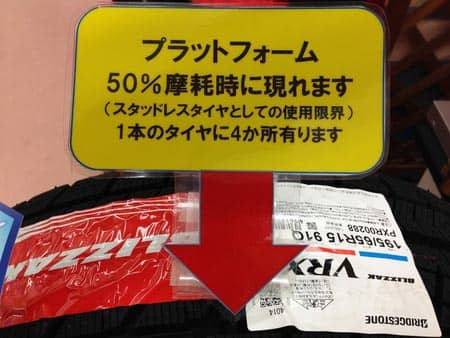 プラットフォーム
50%摩耗時に現れます
(スタッドレスタイヤとしての使用限界)
1本のタイヤに4か所有ります
BLIZZAK
195/65R15 91Q
PXR00288
BLIZZAK
VRX
BRIDGESTONE
4014